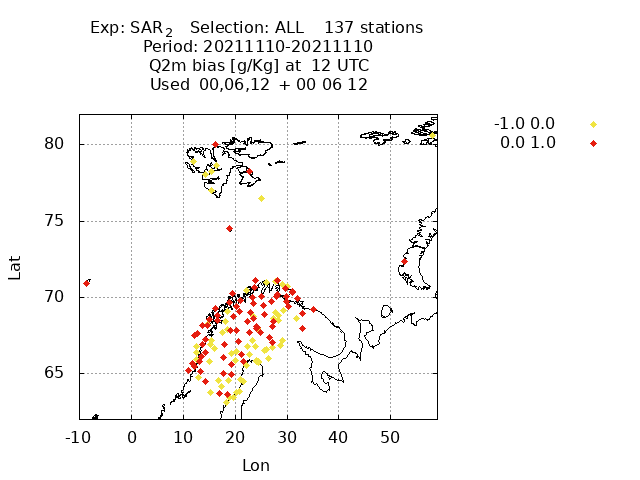 Exp: SAR2 Selection: ALL 137 stations
Period: 20211110-20211110
Q2m bias [g/Kg] at 12 UTC
Used 00,06,12 + 00 06 12
-1.0 0.0
0.0 1.0
80
75
70
65
Lat
-10 0 10 20 30 40 50
Lon